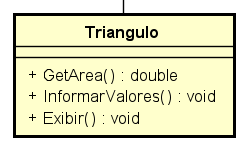 Triangulo
+ GetArea() : double
+ InformarValores() : void
+ Exibir() : void